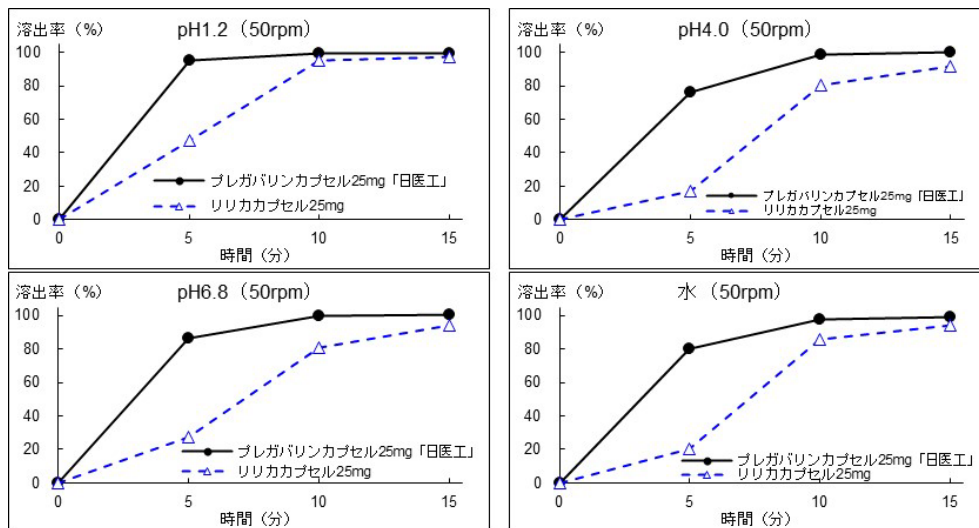 溶出率（%）
pH1.2（50rpm）
100
80
60
40
20
0
プレガバリンカプセル25mg「日医工」
リリカカプセル25mg
0
5
10
15
時間（分）
溶出率（%）
pH4.0（50rpm）
100
80
60
40
20
0
プレガバリンカプセル25mg「日医工」
リリカカプセル25mg
0
5
10
15
時間（分）
溶出率（%）
pH6.8（50rpm）
100
80
60
40
20
0
プレガバリンカプセル25mg「日医工」
リリカカプセル25mg
0
5
10
15
時間（分）
溶出率（%）
水（50rpm）
100
80
60
40
20
0
プレガバリンカプセル25mg「日医工」
リリカカプセル25mg
0
5
10
15
時間（分）